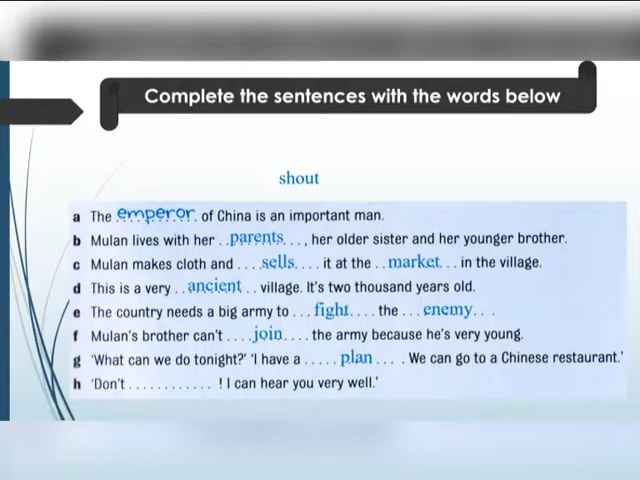 Complete the sentences with the words below
shout
a The emperor. of China is an important man.
b Mulan lives with her . .parents. . . , her older sister and her younger brother.
c Mulan makes cloth and . . . .sells. . . . it at the . .market. . . in the village.
d This is a very . .ancient . . village. It's two thousand years old.
e The country needs a big army to . . . fight. . . . the . . . enemy. . .
f Mulan's brother can't . . . .join. . . . the army because he's very young.
g 'What can we do tonight?' 'I have a . . . . . plan . . . . We can go to a Chinese restaurant.'
h 'Don't . . . . . . . . . . . . ! I can hear you very well.'